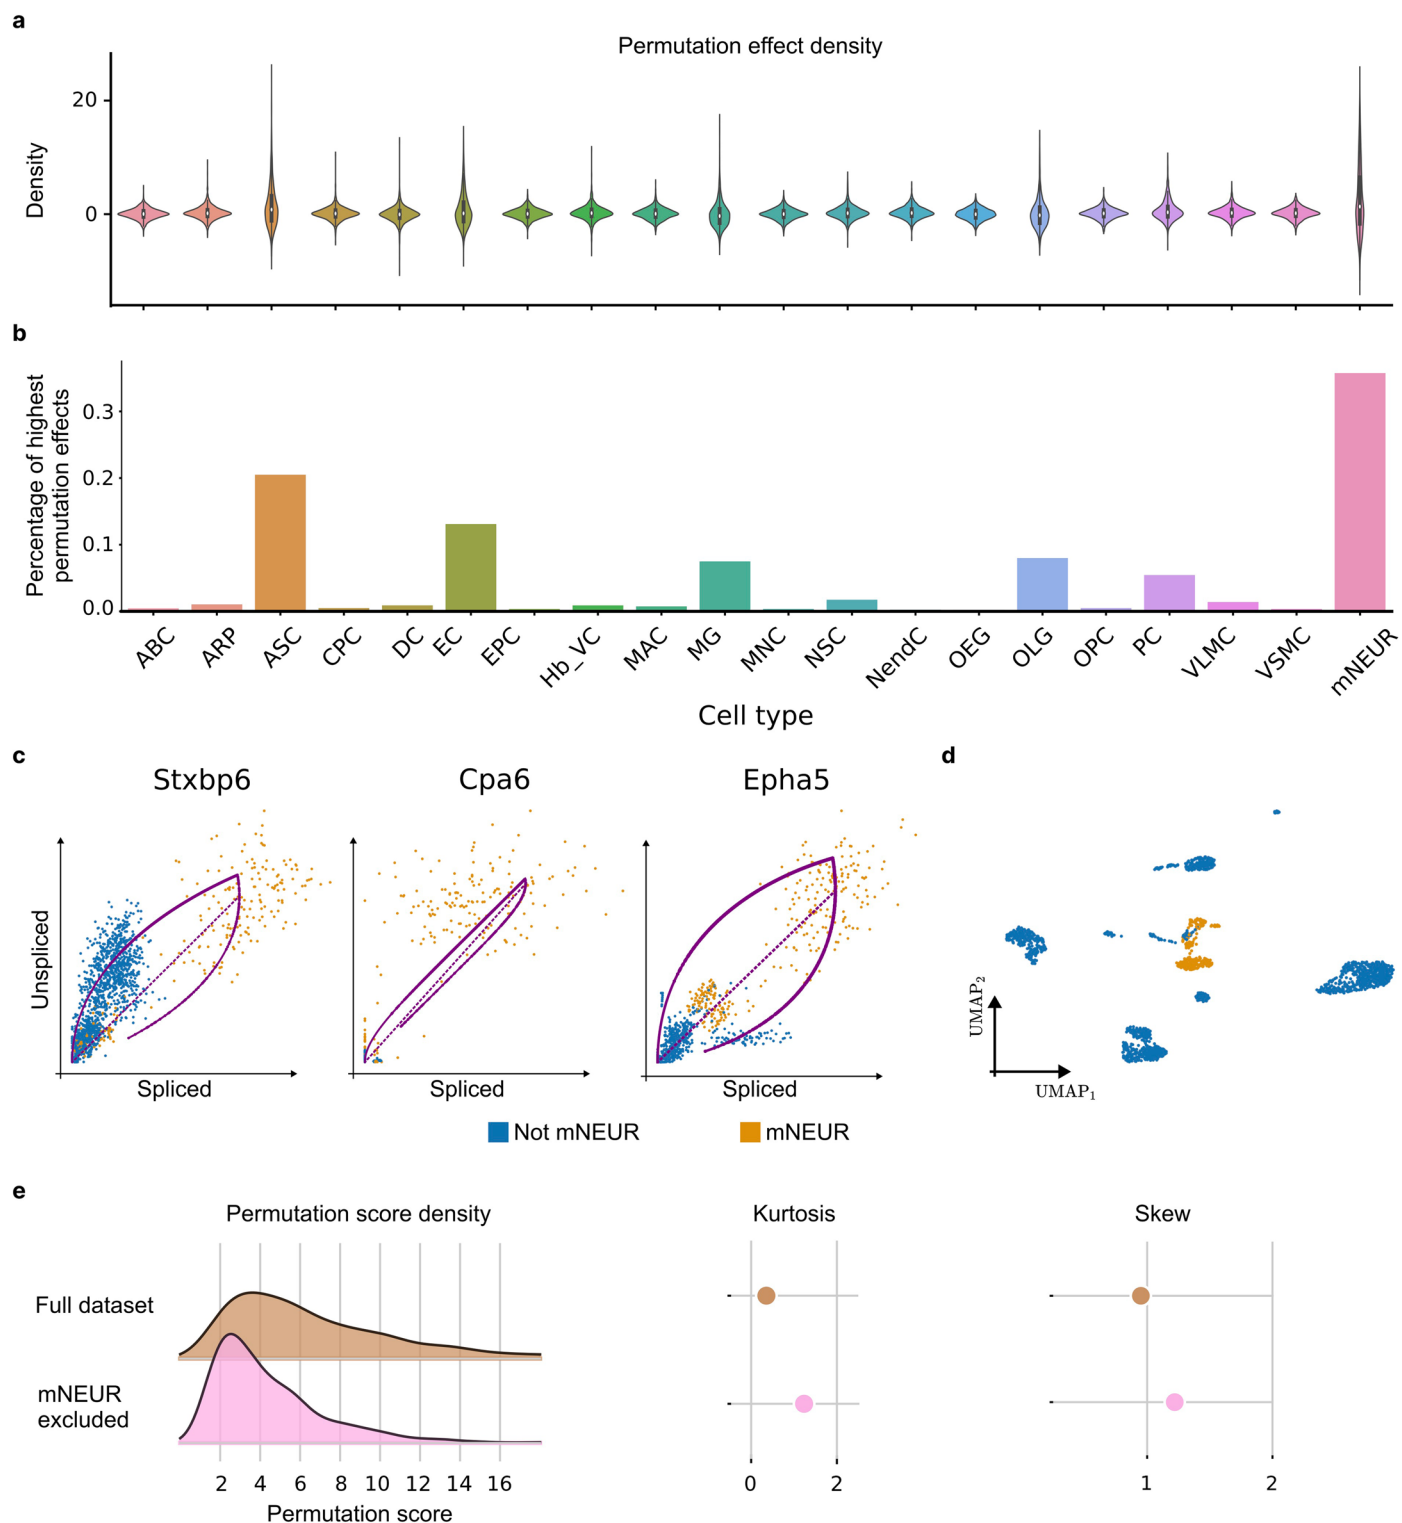 a
Permutation effect density
Density
20
0
b
Percentage of highest
permutation effects
0.3
0.2
0.1
0.0
ABC ARP ASC CPC DC EC EPC Hb_VC MAC MG MNC NSC NendC OEG OLG OPC PC VLMC VSMC mNEUR
Cell type
c
Stxbp6 Cpa6 Epha5
Unspliced
Spliced Spliced Spliced
Not mNEUR mNEUR
d
UMAP2
UMAP1
e
Permutation score density
Kurtosis
Skew
Full dataset
mNEUR
excluded
2 4 6 8 10 12 14 16
Permutation score
0 2
1 2